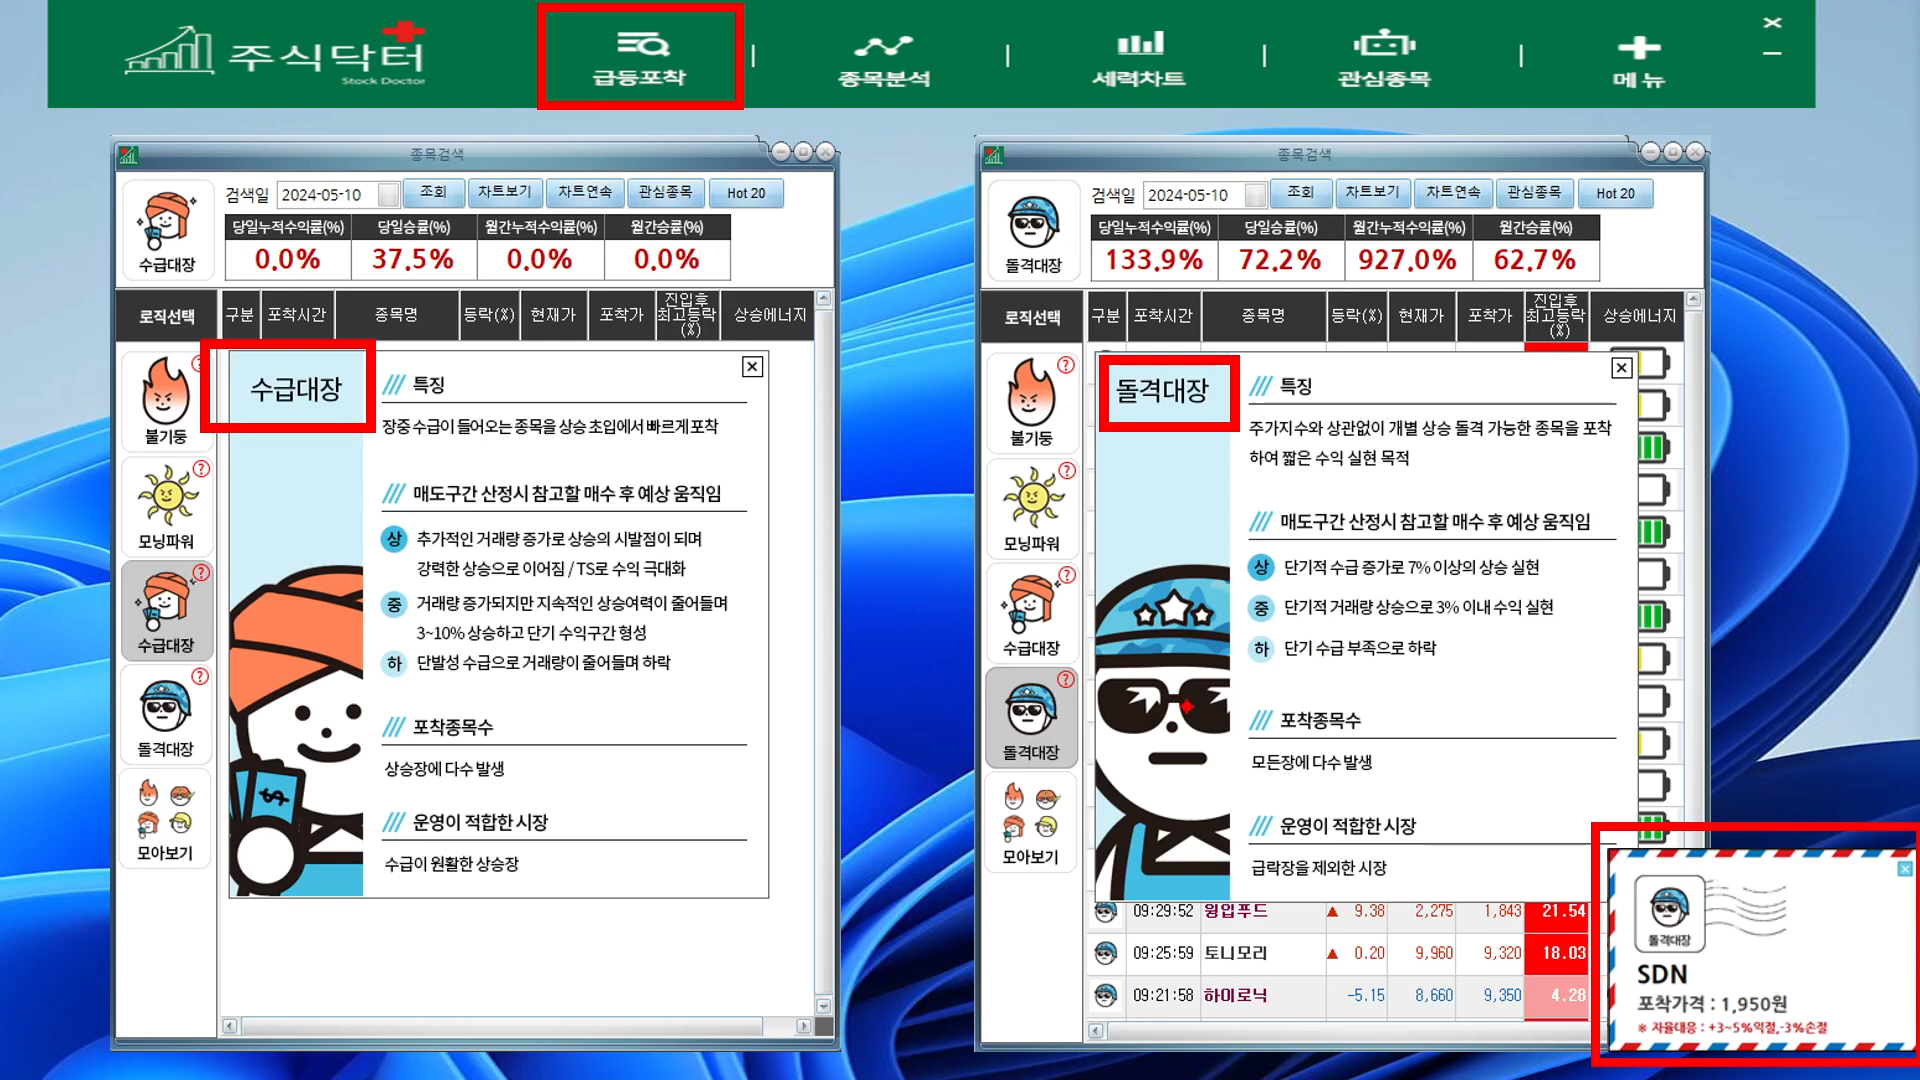 주식닥터
Stock Doctor
급등포착
종목분석
세력차트
관심종목
메뉴
종목검색
수급대장
검색일 2024-05-10 조회 차트보기 차트연속 관심종목 Hot 20
당일누적수익률(%) 당일승률(%) 월간누적수익률(%) 월간승률(%)
0.0% 37.5% 0.0% 0.0%
로직선택 구분 포착시간 종목명 등락(%) 현재가 포착가 진입후 최고등락 (%) 상승에너지
불기둥
모닝파워
수급대장
돌격대장
모아보기
수급대장
/// 특징
장중 수급이 들어오는 종목을 상승 초입에서 빠르게 포착
/// 매도구간 산정시 참고할 매수 후 예상 움직임
상 추가적인 거래량 증가로 상승의 시발점이 되며
강력한 상승으로 이어짐 / TS로 수익 극대화
중 거래량 증가되지만 지속적인 상승여력이 줄어들며
3~10% 상승하고 단기 수익구간 형성
하 단발성 수급으로 거래량이 줄어들며 하락
/// 포착종목수
상승장에 다수 발생
/// 운영이 적합한 시장
수급이 원활한 상승장
종목검색
돌격대장
검색일 2024-05-10 조회 차트보기 차트연속 관심종목 Hot 20
당일누적수익률(%) 당일승률(%) 월간누적수익률(%) 월간승률(%)
133.9% 72.2% 927.0% 62.7%
로직선택 구분 포착시간 종목명 등락(%) 현재가 포착가 진입후 최고등락 (%) 상승에너지
불기둥
모닝파워
수급대장
돌격대장
모아보기
돌격대장
/// 특징
주가지수와 상관없이 개별 상승 돌격 가능한 종목을 포착
하여 짧은 수익 실현 목적
/// 매도구간 산정시 참고할 매수 후 예상 움직임
상 단기적 수급 증가로 7% 이상의 상승 실현
중 단기적 거래량 상승으로 3% 이내 수익 실현
하 단기 수급 부족으로 하락
/// 포착종목수
모든장에 다수 발생
/// 운영이 적합한 시장
급락장을 제외한 시장
09:29:52 윙입푸드 ▲ 9.38 2,275 1,843 21.54
09:25:59 토니모리 ▲ 0.20 9,960 9,320 18.03
09:21:58 하이로닉 -5.15 8,660 9,350 4.28
돌격대장
SDN
포착가격 : 1,950원
※ 자율대응 : +3~5%익절,-3%손절